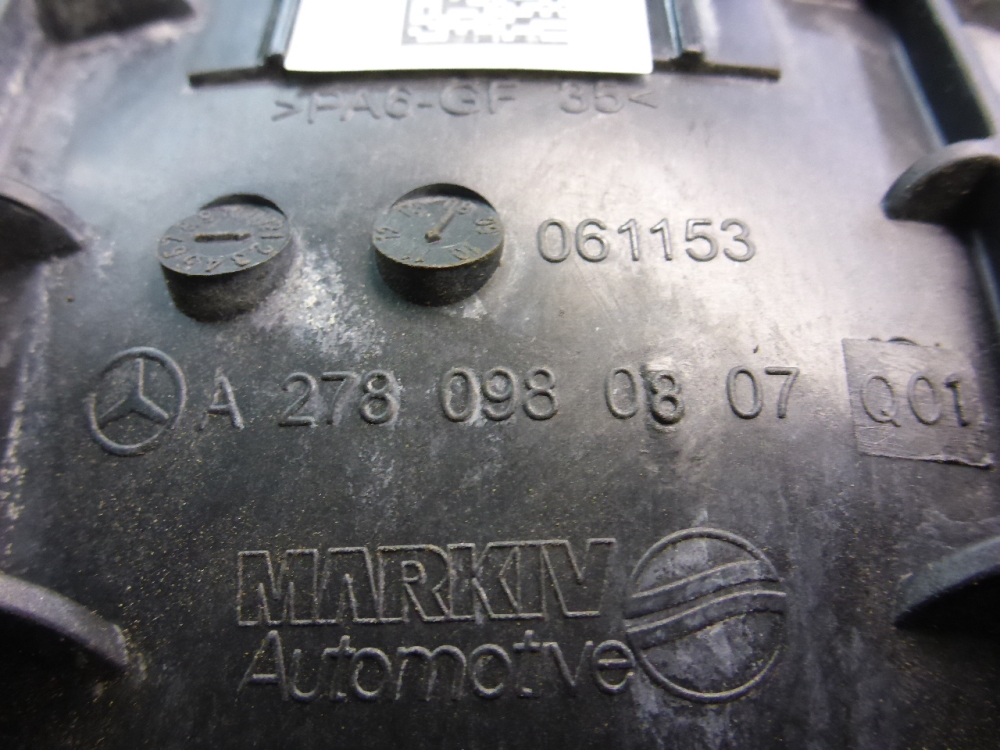 >PA6-GF 35<
061153
A 278 098 08 07 Q01
MARKIV
Automotive